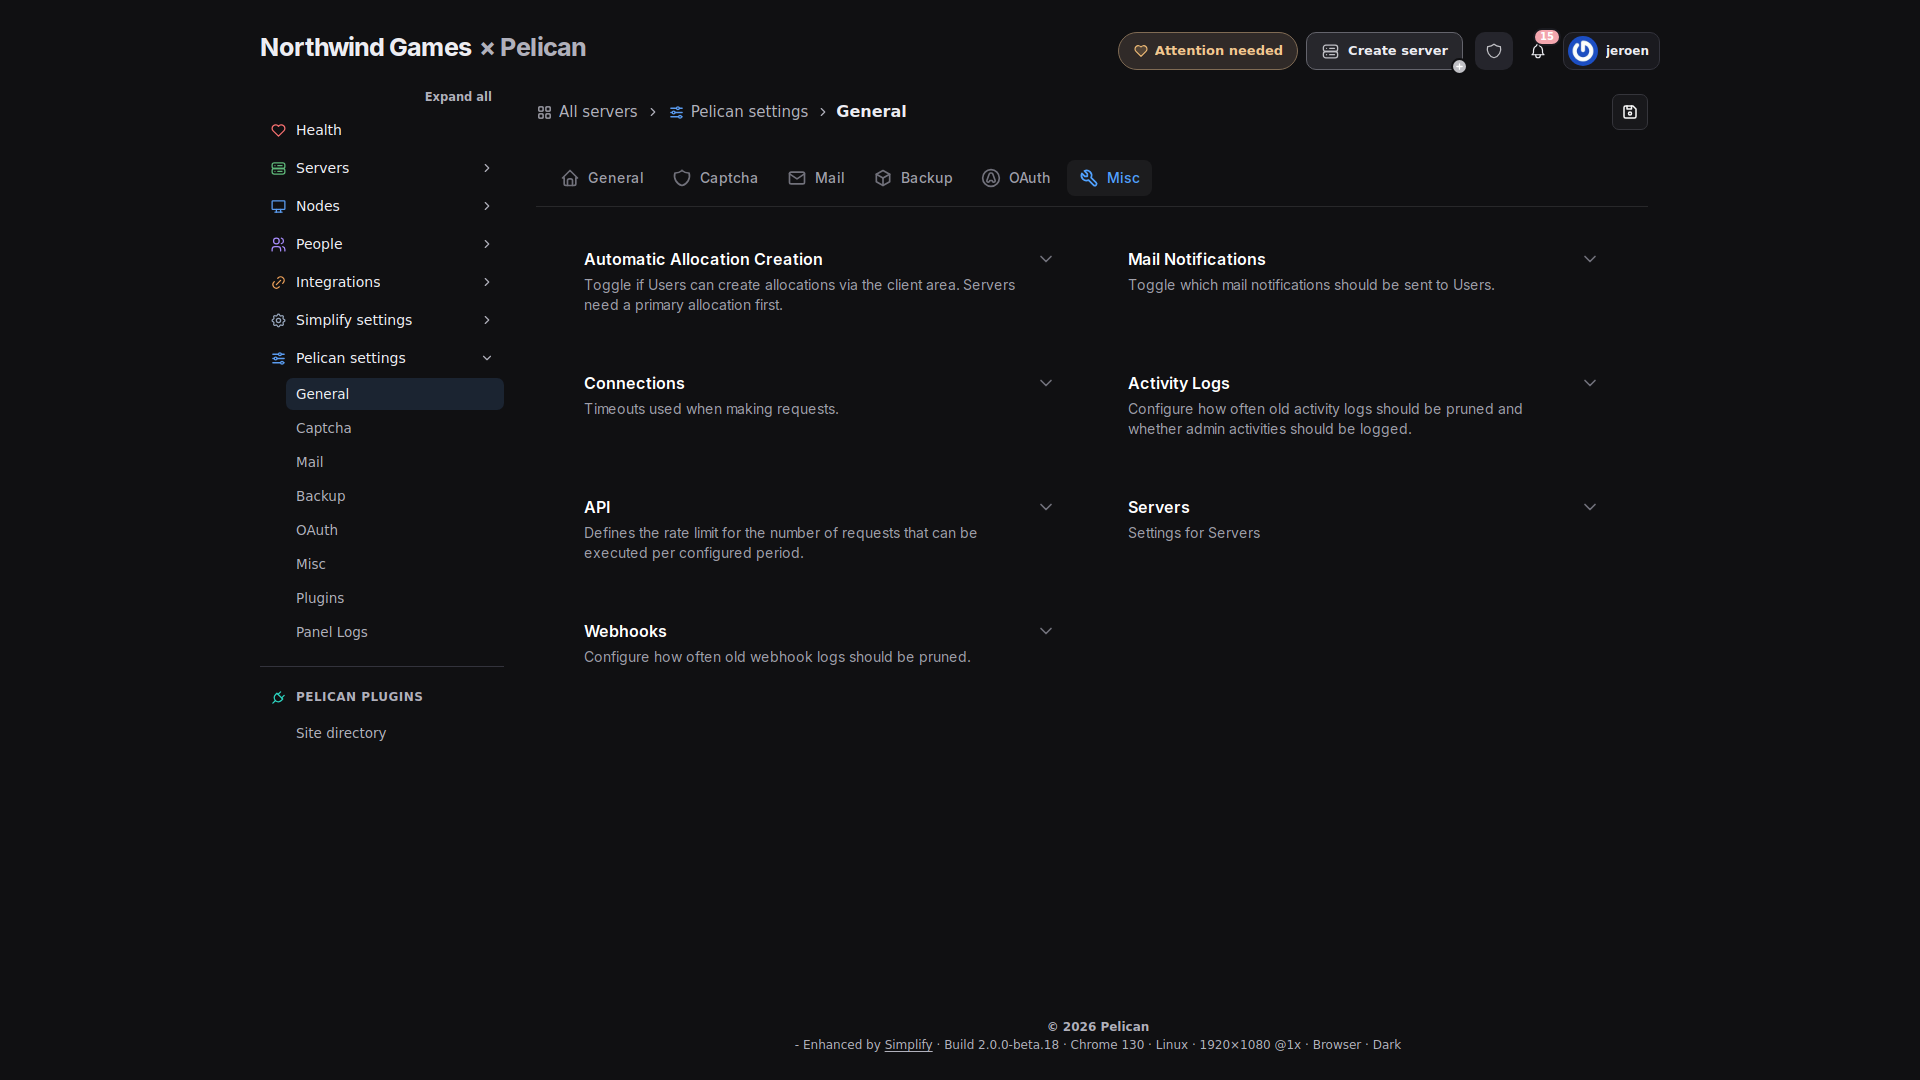 Northwind Games × Pelican
Attention needed
Create server
15
jeroen
Expand all
Health
Servers
Nodes
People
Integrations
Simplify settings
Pelican settings
General
Captcha
Mail
Backup
OAuth
Misc
Plugins
Panel Logs
PELICAN PLUGINS
Site directory
All servers
Pelican settings
General
General
Captcha
Mail
Backup
OAuth
Misc
Automatic Allocation Creation
Toggle if Users can create allocations via the client area. Servers
need a primary allocation first.
Mail Notifications
Toggle which mail notifications should be sent to Users.
Connections
Timeouts used when making requests.
Activity Logs
Configure how often old activity logs should be pruned and
whether admin activities should be logged.
API
Defines the rate limit for the number of requests that can be
executed per configured period.
Servers
Settings for Servers
Webhooks
Configure how often old webhook logs should be pruned.
© 2026 Pelican
- Enhanced by Simplify · Build 2.0.0-beta.18 · Chrome 130 · Linux · 1920×1080 @1x · Browser · Dark